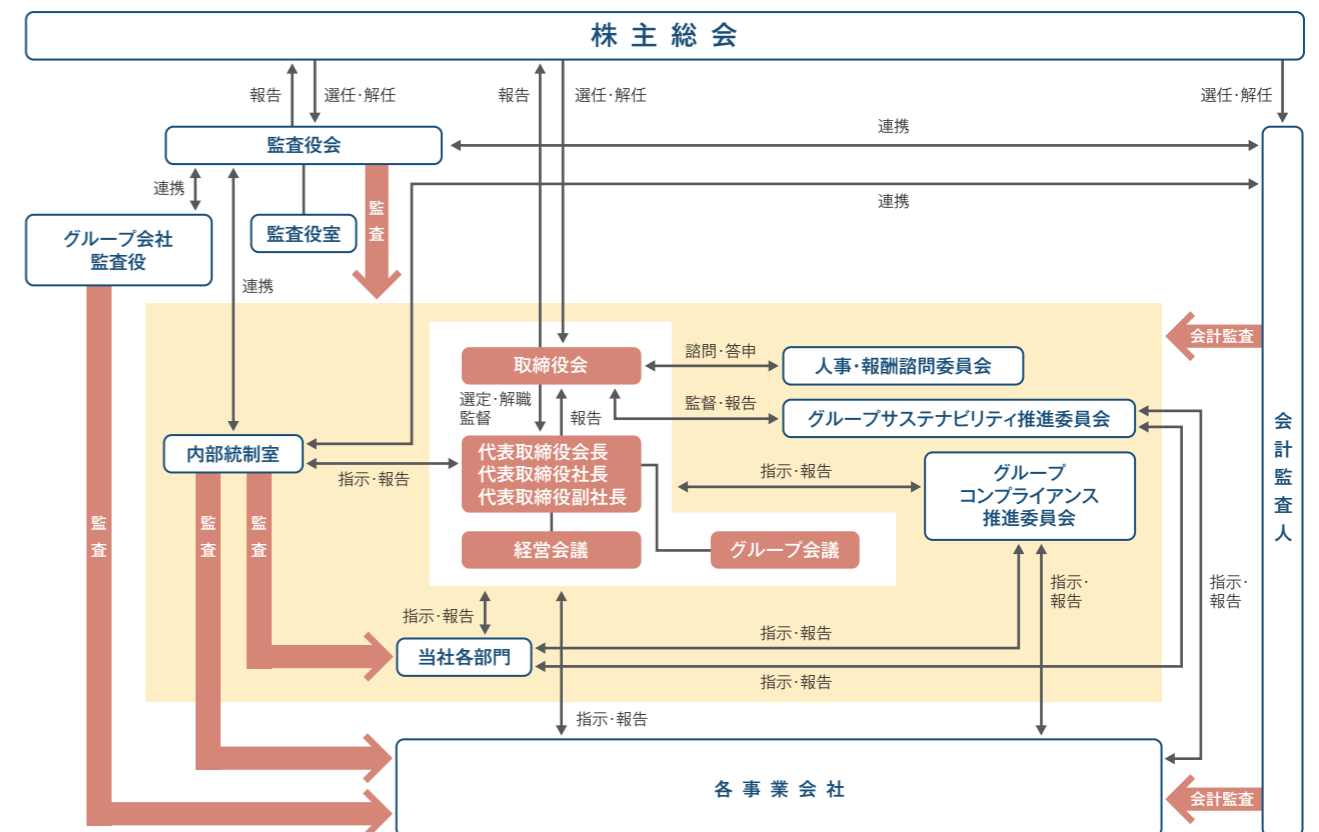 株主総会
報告
選任・解任
報告
選任・解任
選任・解任
監査役会
連携
連携
連携
グループ会社
監査役
監査役室
監査
連携
会計監査
取締役会
諮問・答申
人事・報酬諮問委員会
選定・解職
監督
報告
監督・報告
グループサステナビリティ推進委員会
会計監査人
内部統制室
指示・報告
代表取締役会長
代表取締役社長
代表取締役副社長
指示・報告
グループ
コンプライアンス
推進委員会
監査
監査
監査
経営会議
グループ会議
指示・報告
指示・
報告
指示・
報告
当社各部門
指示・報告
指示・報告
指示・報告
各事業会社
会計監査